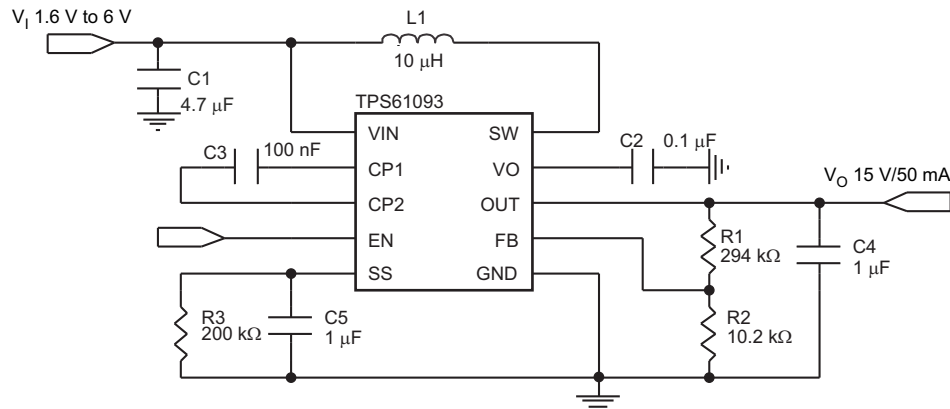 V_I 1.6 V to 6 V
L1
10 μH
C1
4.7 μF
TPS61093
VIN
SW
C3
100 nF
CP1
VO
C2
0.1 μF
CP2
OUT
V_O 15 V/50 mA
EN
FB
R1
294 kΩ
C4
1 μF
SS
GND
R3
200 kΩ
C5
1 μF
R2
10.2 kΩ